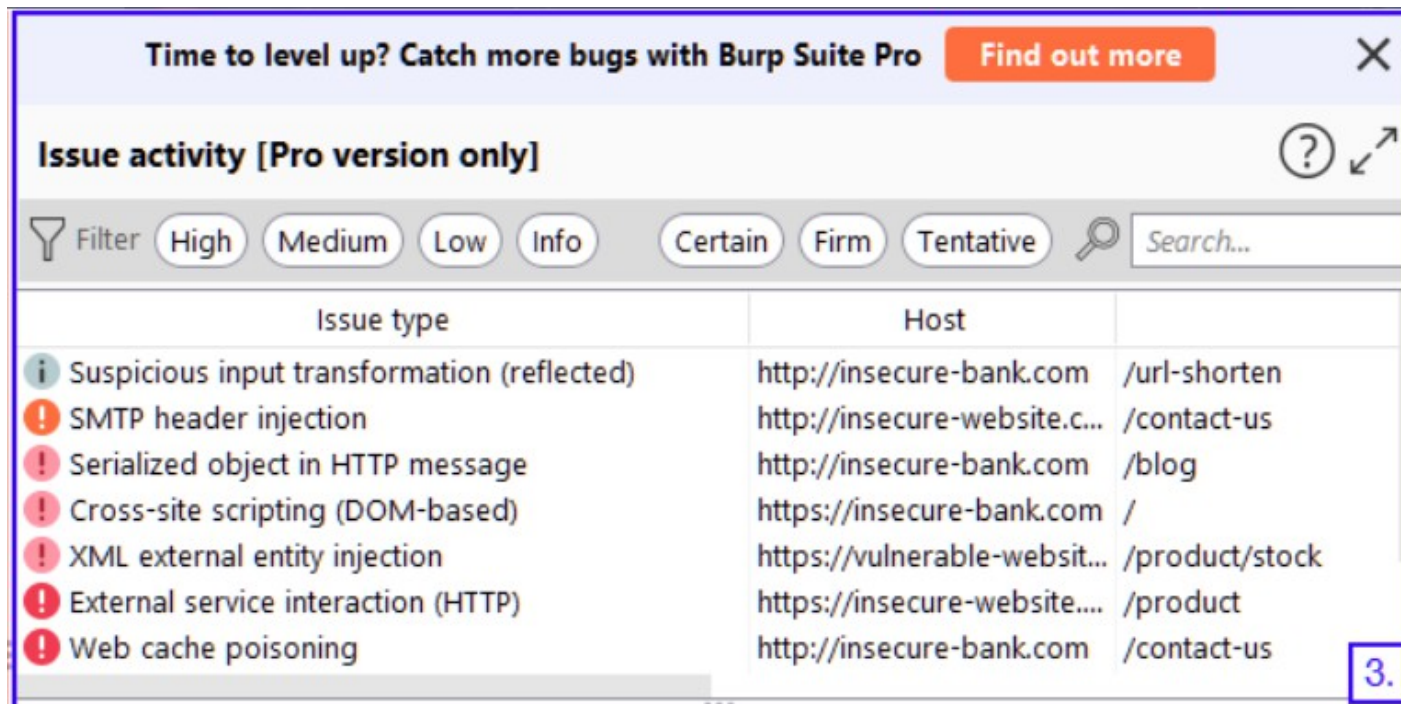 Time to level up? Catch more bugs with Burp Suite Pro Find out more
Issue activity [Pro version only]
Filter High Medium Low Info Certain Firm Tentative Search...
Issue type Host
Suspicious input transformation (reflected) http://insecure-bank.com /url-shorten
SMTP header injection http://insecure-website.c... /contact-us
Serialized object in HTTP message http://insecure-bank.com /blog
Cross-site scripting (DOM-based) https://insecure-bank.com /
XML external entity injection https://vulnerable-websit... /product/stock
External service interaction (HTTP) https://insecure-website.... /product
Web cache poisoning http://insecure-bank.com /contact-us
3.